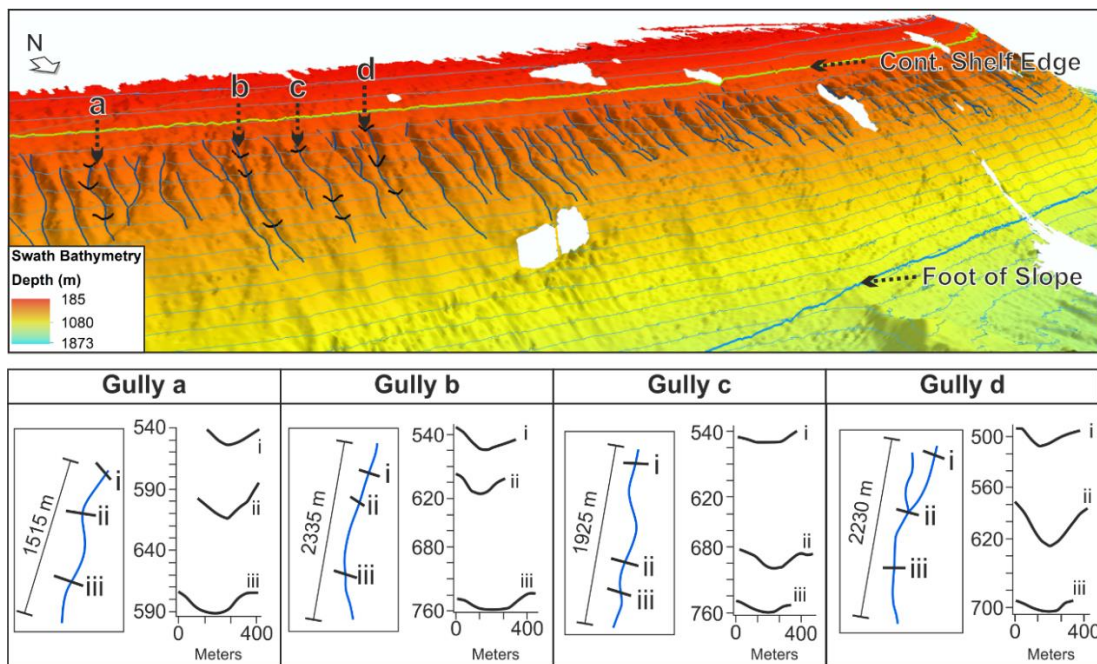 N
a
b
c
d
Cont. Shelf Edge
Foot of Slope
Swath Bathymetry
Depth (m)
185
1080
1873
Gully a
Gully b
Gully c
Gully d
1515 m
i
ii
iii
540
590
640
590
i
ii
iii
0
400
Meters
2335 m
i
ii
iii
540
620
680
760
i
ii
iii
0
400
Meters
1925 m
i
ii
iii
540
620
680
760
i
ii
iii
0
400
Meters
2230 m
i
ii
iii
500
560
620
700
i
ii
iii
0
400
Meters